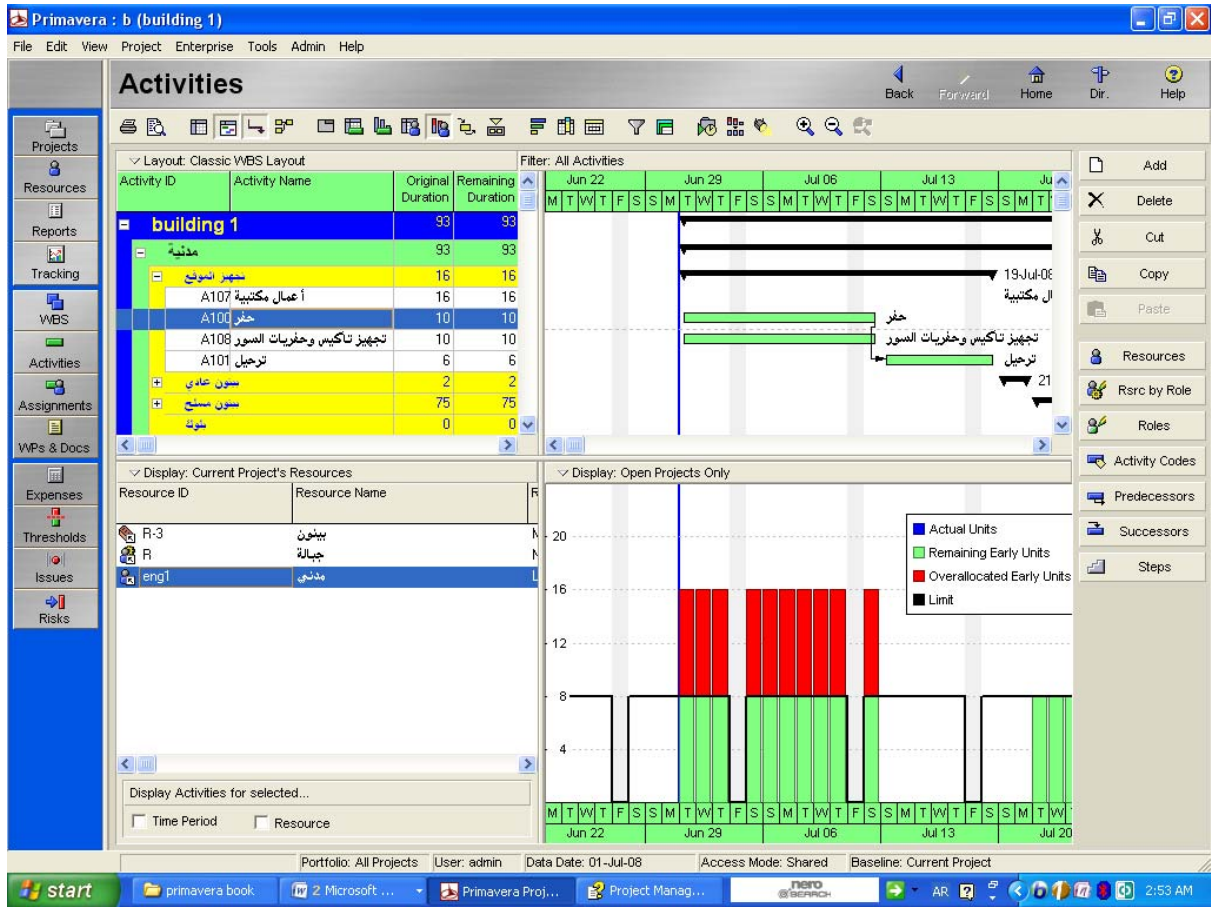 Primavera : b (building 1)
File Edit View Project Enterprise Tools Admin Help
Activities
Back Forward Home Dir. Help
Projects
Resources
Reports
Tracking
WBS
Activities
Assignments
WPs & Docs
Expenses
Thresholds
Issues
Risks
Layout: Classic WBS Layout Filter: All Activities
Activity ID Activity Name Original Duration Remaining Duration
Jun 22 Jun 29 Jul 06 Jul 13 Ju
M T W T F S S M T W T F S S M T W T F S S M T W T F S S M T
building 1 93 93
مدنية 93 93
تجهيز الموقع 16 16 19-Jul-08
A107 أعمال مكتبية 16 16 ال مكتبية
A100 حفر 10 10 حفر
A108 تجهيز تاكيس وحفريات السور 10 10 تجهيز تاكيس وحفريات السور
A101 ترحيل 6 6 ترحيل
بيتون عادي 2 2 21
بيتون مسلح 75 75
بلوك 0 0
Display: Current Project's Resources
Resource ID Resource Name
R-3 بيتون
R جبالة
eng1 مدني
Display Activities for selected...
Time Period Resource
Display: Open Projects Only
20
16
12
8
4
Actual Units
Remaining Early Units
Overallocated Early Units
Limit
M T W T F S S M T W T F S S M T W T F S S M T W T F S S M T W
Jun 22 Jun 29 Jul 06 Jul 13 Jul 20
Add
Delete
Cut
Copy
Paste
Resources
Rsrc by Role
Roles
Activity Codes
Predecessors
Successors
Steps
Portfolio: All Projects User: admin Data Date: 01-Jul-08 Access Mode: Shared Baseline: Current Project
start primavera book 2 Microsoft ... Primavera Proj... Project Manag... nero SEARCH AR 2:53 AM